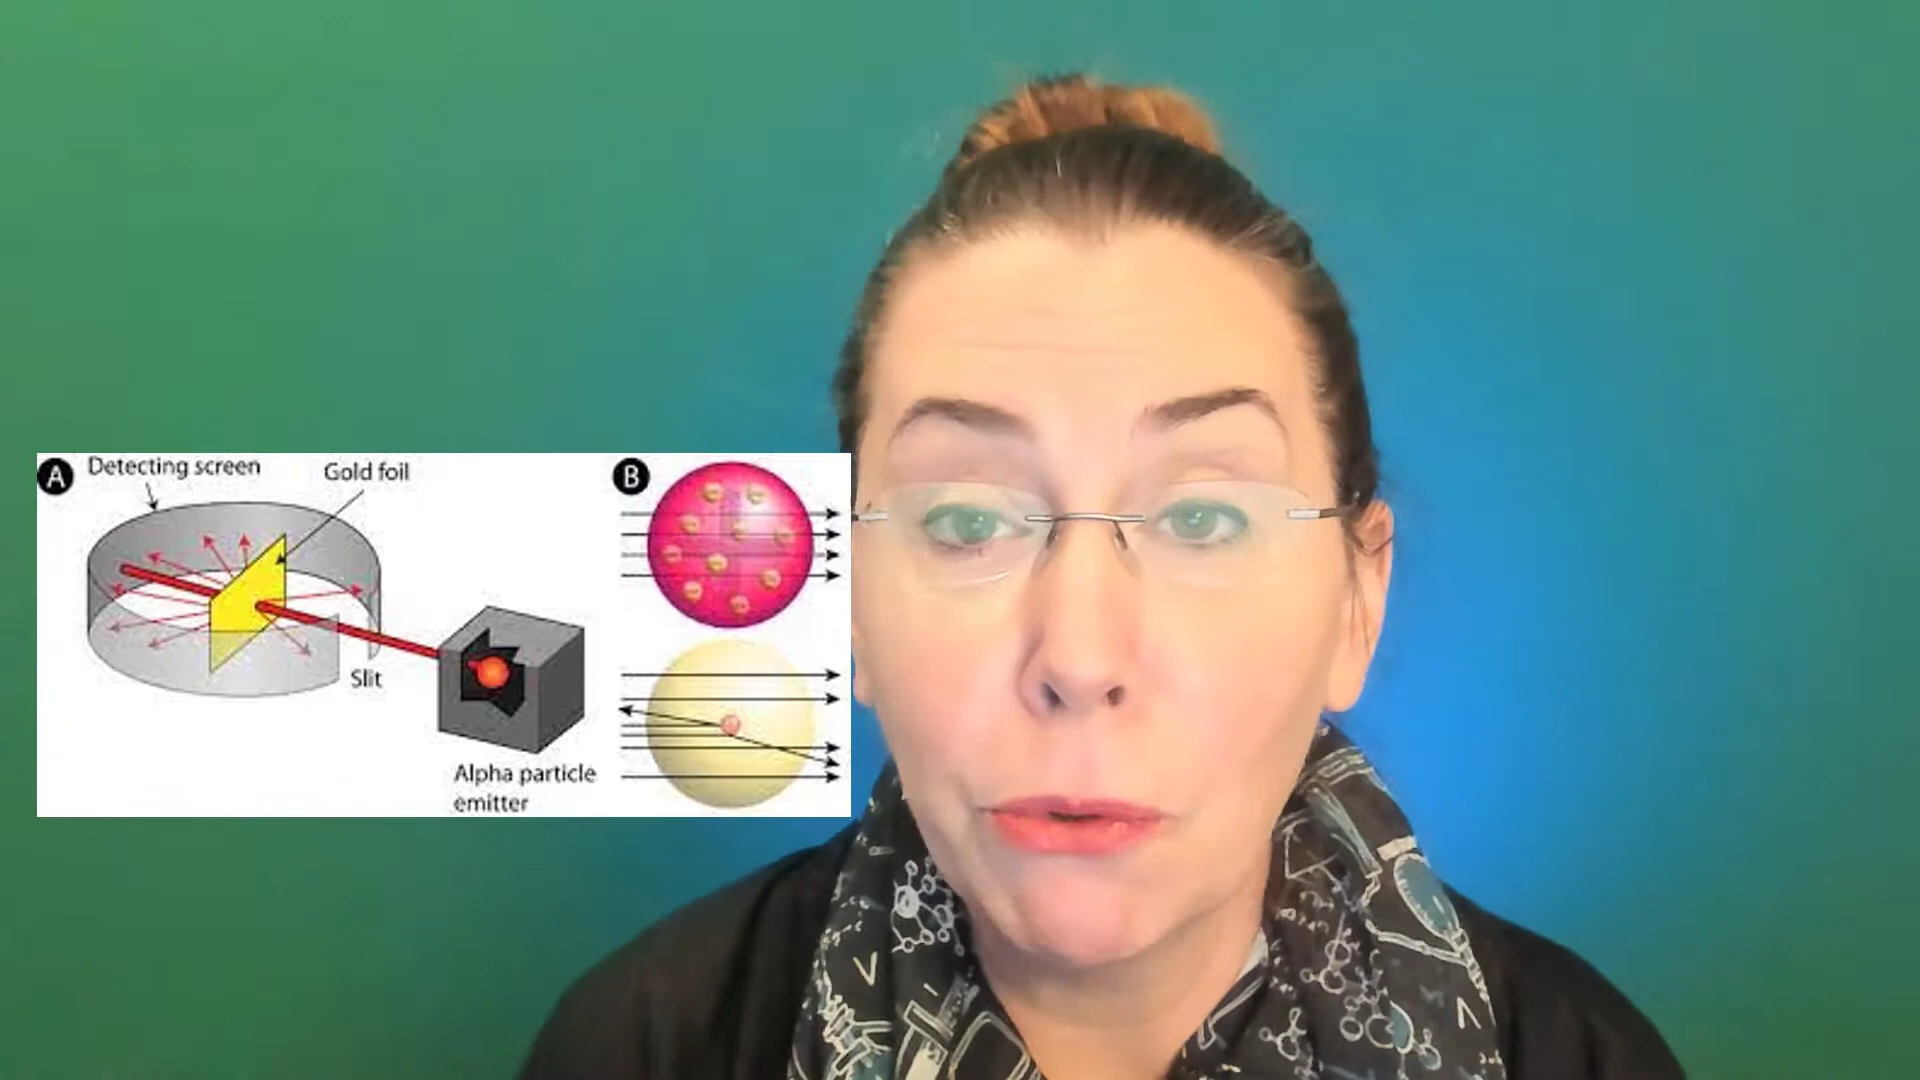 A
Detecting screen
Gold foil
Slit
Alpha particle
emitter
B